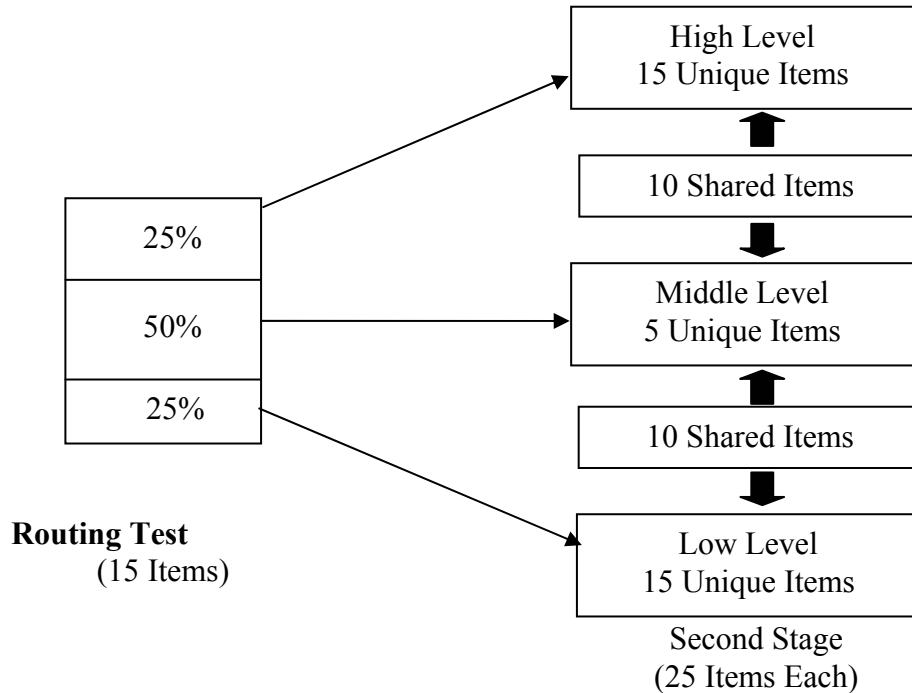 High Level
15 Unique Items
10 Shared Items
25%
50%
25%
Middle Level
5 Unique Items
10 Shared Items
Routing Test
(15 Items)
Low Level
15 Unique Items
Second Stage
(25 Items Each)